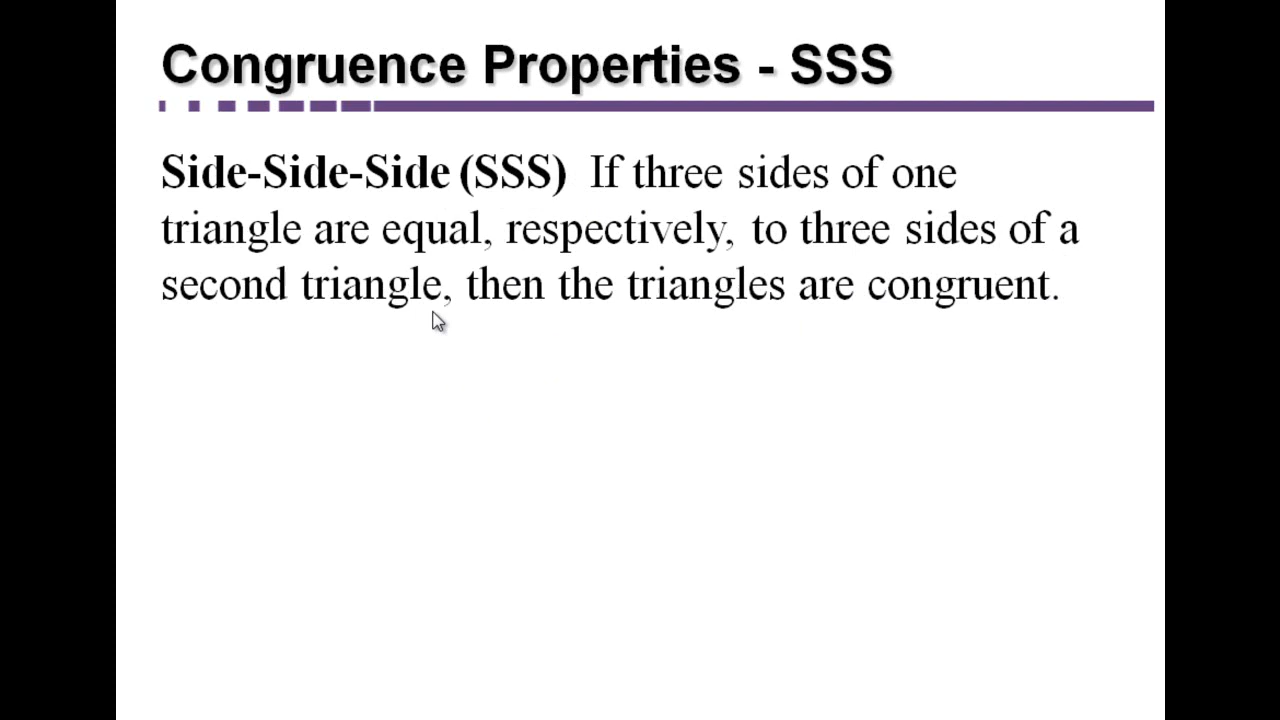 Congruence Properties - SSS
Side-Side-Side (SSS) If three sides of one
triangle are equal, respectively, to three sides of a
second triangle, then the triangles are congruent.